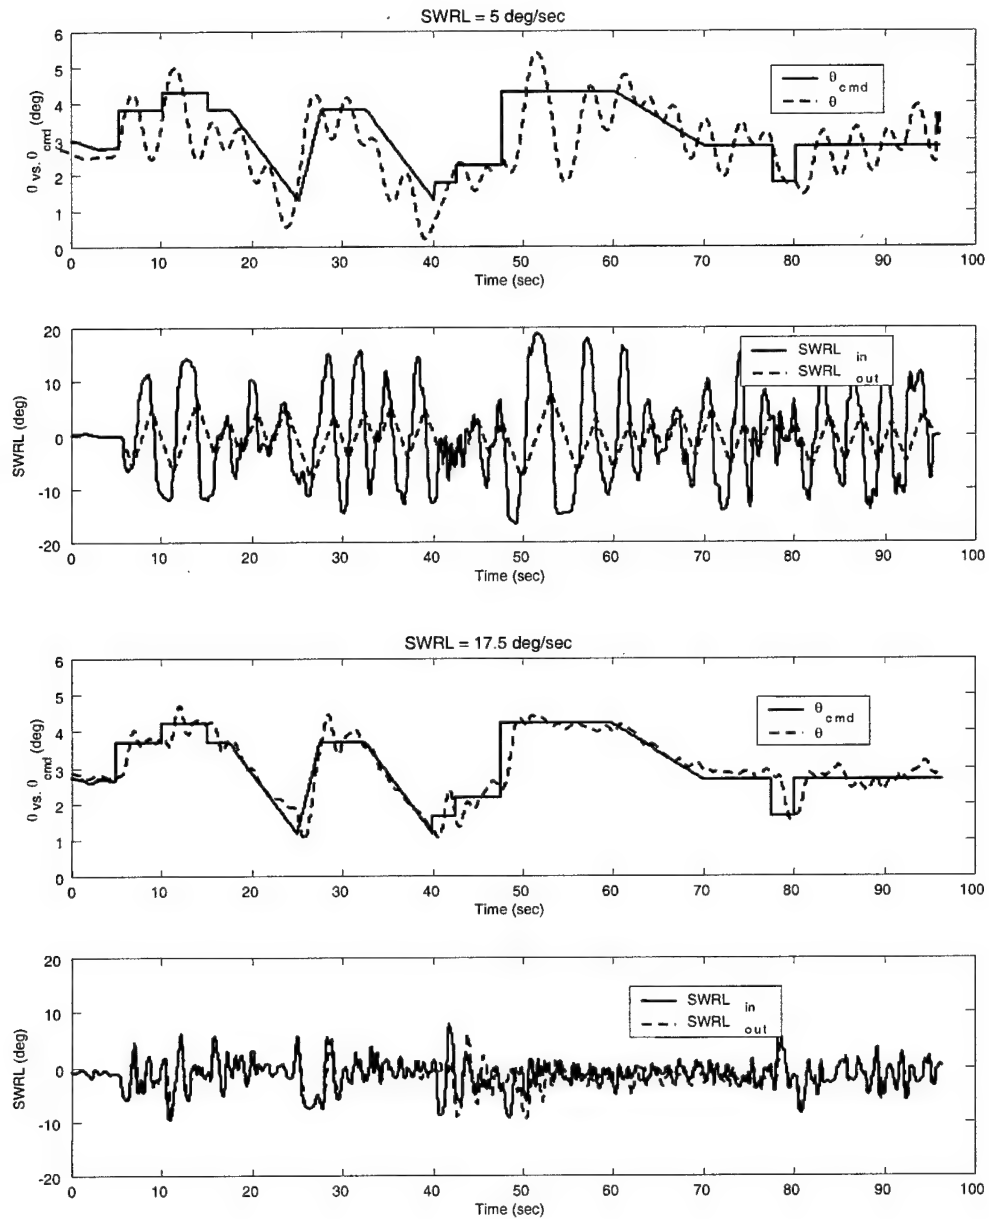 SWRL = 5 deg/sec
θ vs. θcmd (deg)
6
5
4
3
2
1
0
θcmd
θ
0 10 20 30 40 50 60 70 80 90 100
Time (sec)
SWRL (deg)
20
10
0
-10
-20
SWRL in
SWRL out
0 10 20 30 40 50 60 70 80 90 100
Time (sec)
SWRL = 17.5 deg/sec
θ vs. θcmd (deg)
6
5
4
3
2
1
0
θcmd
θ
0 10 20 30 40 50 60 70 80 90 100
Time (sec)
SWRL (deg)
20
10
0
-10
-20
SWRL in
SWRL out
0 10 20 30 40 50 60 70 80 90 100
Time (sec)